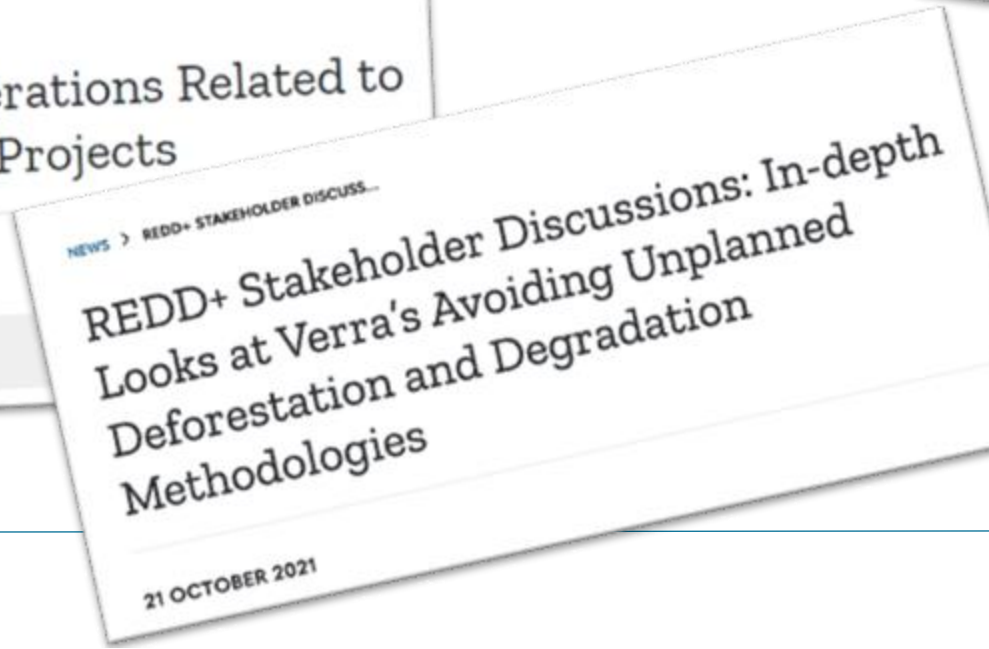 Related to
Projects
NEWS > REDD+ STAKEHOLDER DISCUSS...
REDD+ Stakeholder Discussions: In-depth
Looks at Verra's Avoiding Unplanned
Deforestation and Degradation
Methodologies
21 OCTOBER 2021